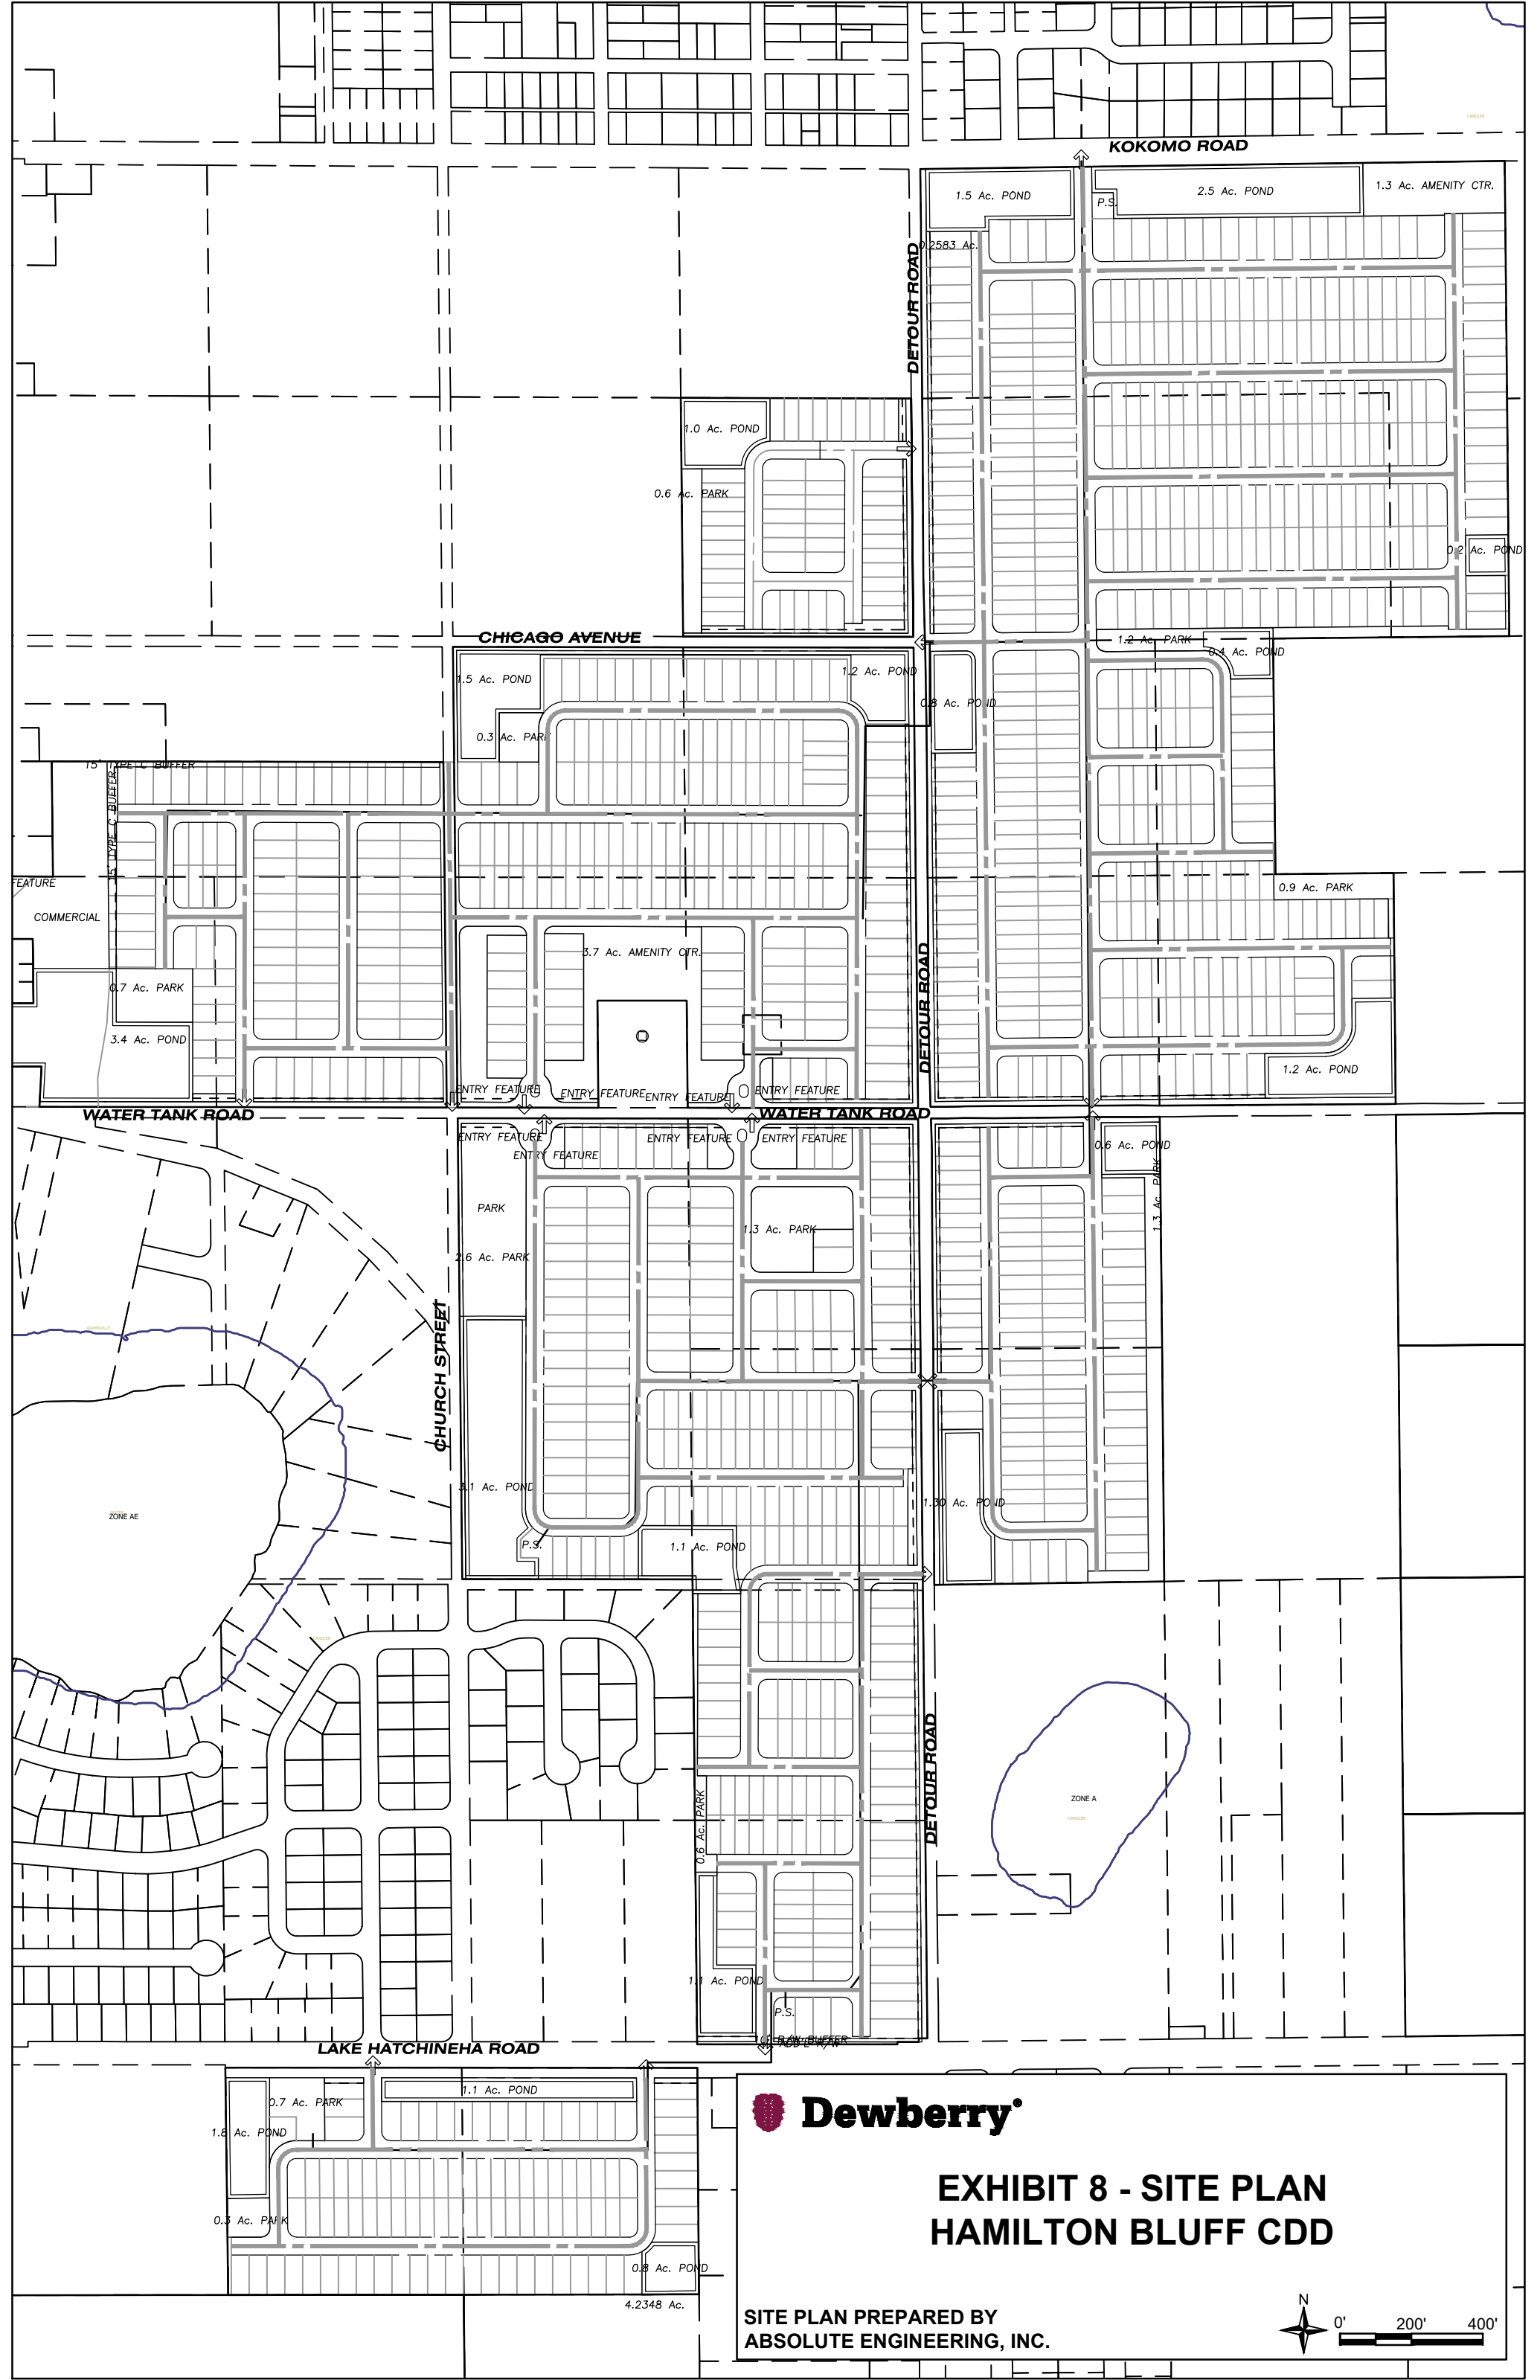 KOKOMO ROAD
1.5 Ac. POND
P.S.
2.5 Ac. POND
1.3 Ac. AMENITY CTR.
0.2583 Ac.
DETOUR ROAD
1.0 Ac. POND
0.6 Ac. PARK
0.2 Ac. POND
CHICAGO AVENUE
1.2 Ac. PARK
0.4 Ac. POND
1.5 Ac. POND
1.2 Ac. POND
0.8 Ac. POND
0.3 Ac. PARK
15' TYPE C BUFFER
15' TYPE C BUFFER
FEATURE
COMMERCIAL
0.9 Ac. PARK
3.7 Ac. AMENITY CTR.
0.7 Ac. PARK
3.4 Ac. POND
DETOUR ROAD
1.2 Ac. POND
ENTRY FEATURE
ENTRY FEATURE
ENTRY FEATURE
ENTRY FEATURE
WATER TANK ROAD
WATER TANK ROAD
ENTRY FEATURE
ENTRY FEATURE
ENTRY FEATURE
ENTRY FEATURE
0.6 Ac. POND
1.3 Ac. PARK
PARK
2.6 Ac. PARK
1.3 Ac. PARK
CHURCH STREET
3.1 Ac. POND
1.30 Ac. POND
ZONE AE
P.S.
1.1 Ac. POND
DETOUR ROAD
ZONE A
0.6 Ac. PARK
1.1 Ac. POND
P.S.
R/W BUFFER
LAKE HATCHINEHA ROAD
1.1 Ac. POND
0.7 Ac. PARK
1.8 Ac. POND
0.3 Ac. PARK
0.8 Ac. POND
4.2348 Ac.
Dewberry®
EXHIBIT 8 - SITE PLAN
HAMILTON BLUFF CDD
SITE PLAN PREPARED BY
ABSOLUTE ENGINEERING, INC.
N
0' 200' 400'